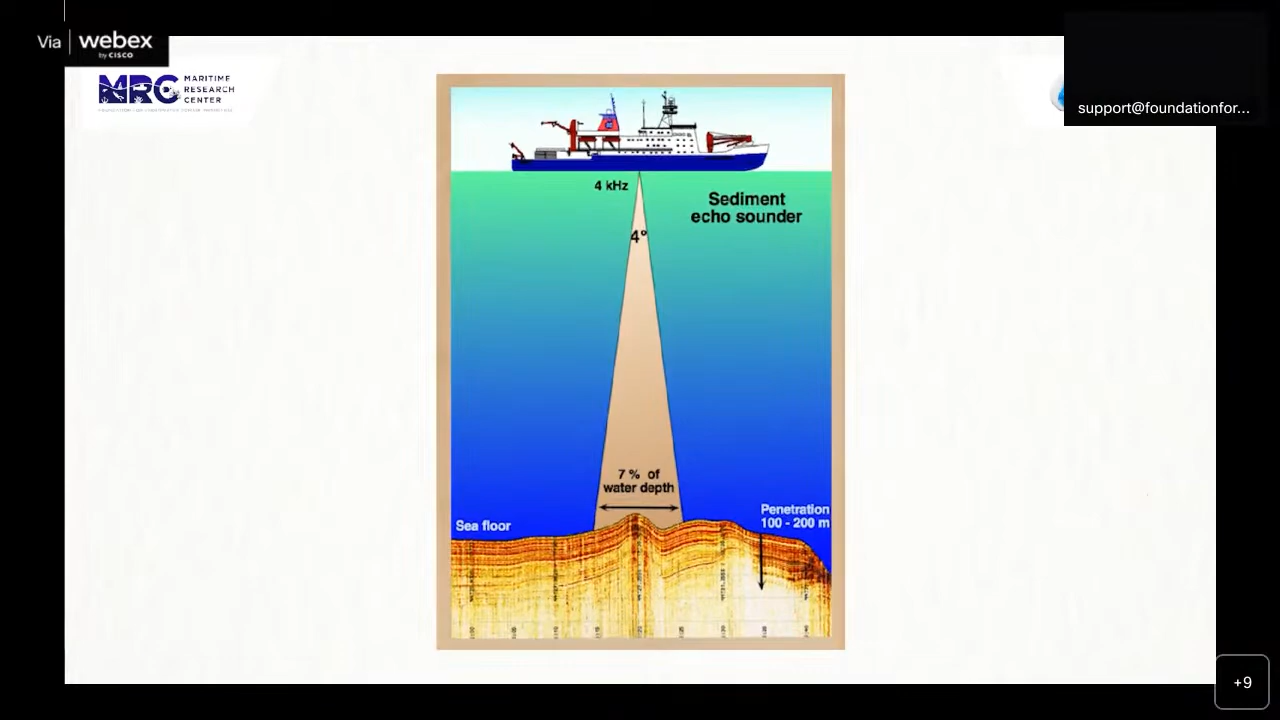 Via webex
by CISCO
MRC MARITIME
RESEARCH
CENTER
support@foundationfor...
4 kHz
Sediment
echo sounder
4°
7 % of
water depth
Sea floor
Penetration
100 - 200 m
+9